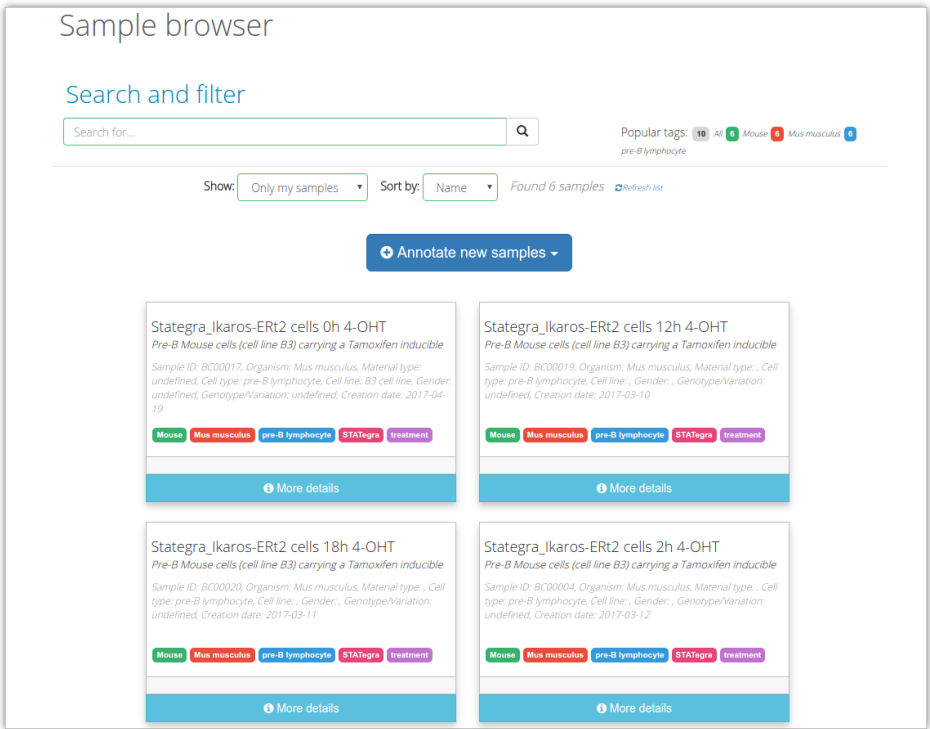 Sample browser
Search and filter
Search for...
Popular tags: 10 All 6 Mouse 6 Mus musculus 6
pre-B lymphocyte
Show: Only my samples Sort by: Name Found 6 samples Refresh list
Annotate new samples
Stategra_Ikaros-ERt2 cells 0h 4-OHT
Pre-B Mouse cells (cell line B3) carrying a Tamoxifen inducible
Sample ID: BC00017, Organism: Mus musculus, Material type:
undefined, Cell type: pre-B lymphocyte, Cell line: B3 cell line, Gender:
undefined, Genotype/Variation: undefined, Creation date: 2017-04-
19
Mouse Mus musculus pre-B lymphocyte STATegra treatment
More details
Stategra_Ikaros-ERt2 cells 12h 4-OHT
Pre-B Mouse cells (cell line B3) carrying a Tamoxifen inducible
Sample ID: BC00019, Organism: Mus musculus, Material type: , Cell
type: pre-B lymphocyte, Cell line: , Gender: , Genotype/Variation:
undefined, Creation date: 2017-03-10
Mouse Mus musculus pre-B lymphocyte STATegra treatment
More details
Stategra_Ikaros-ERt2 cells 18h 4-OHT
Pre-B Mouse cells (cell line B3) carrying a Tamoxifen inducible
Sample ID: BC00020, Organism: Mus musculus, Material type: , Cell
type: pre-B lymphocyte, Cell line: , Gender: , Genotype/Variation:
undefined, Creation date: 2017-03-11
Mouse Mus musculus pre-B lymphocyte STATegra treatment
More details
Stategra_Ikaros-ERt2 cells 2h 4-OHT
Pre-B Mouse cells (cell line B3) carrying a Tamoxifen inducible
Sample ID: BC00004, Organism: Mus musculus, Material type: , Cell
type: pre-B lymphocyte, Cell line: , Gender: , Genotype/Variation:
undefined, Creation date: 2017-03-12
Mouse Mus musculus pre-B lymphocyte STATegra treatment
More details